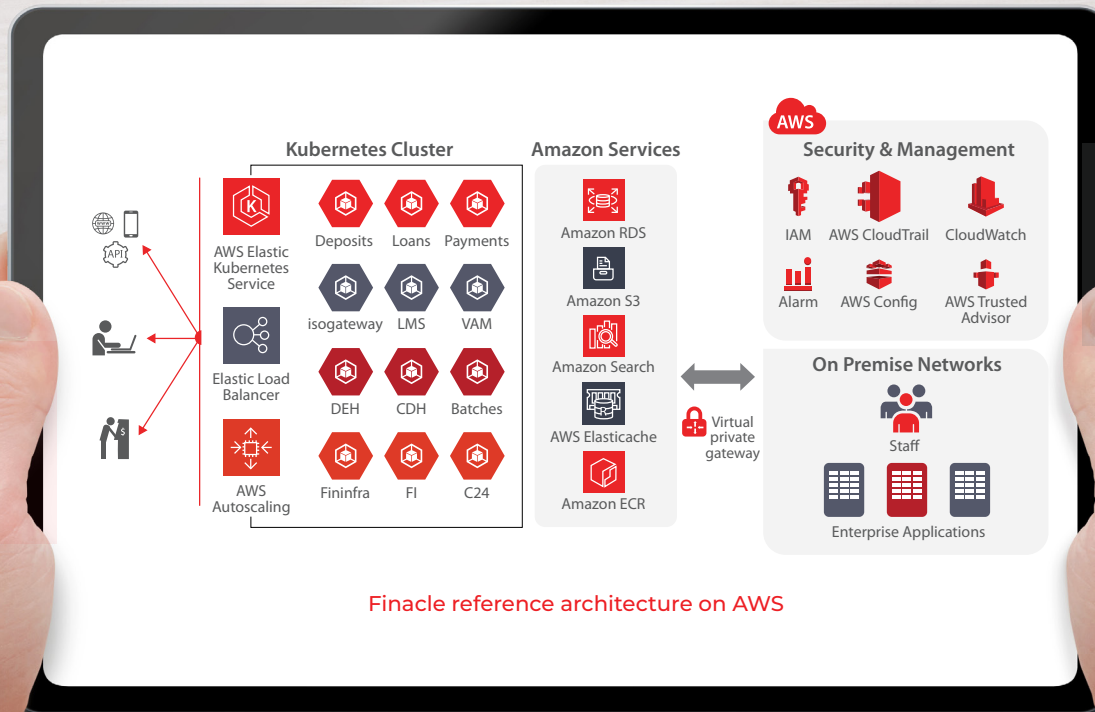 AWS
Kubernetes Cluster
Amazon Services
Security & Management
K
AWS Elastic
Kubernetes
Service
Deposits
Loans
Payments
Amazon RDS
IAM
AWS CloudTrail
CloudWatch
API
isogateway
LMS
VAM
Amazon S3
Alarm
AWS Config
AWS Trusted
Advisor
Elastic Load
Balancer
DEH
CDH
Batches
Amazon Search
On Premise Networks
$
AWS Elasticache
Virtual
private
gateway
Staff
AWS
Autoscaling
Fininfra
FI
C24
Amazon ECR
Enterprise Applications
Finacle reference architecture on AWS